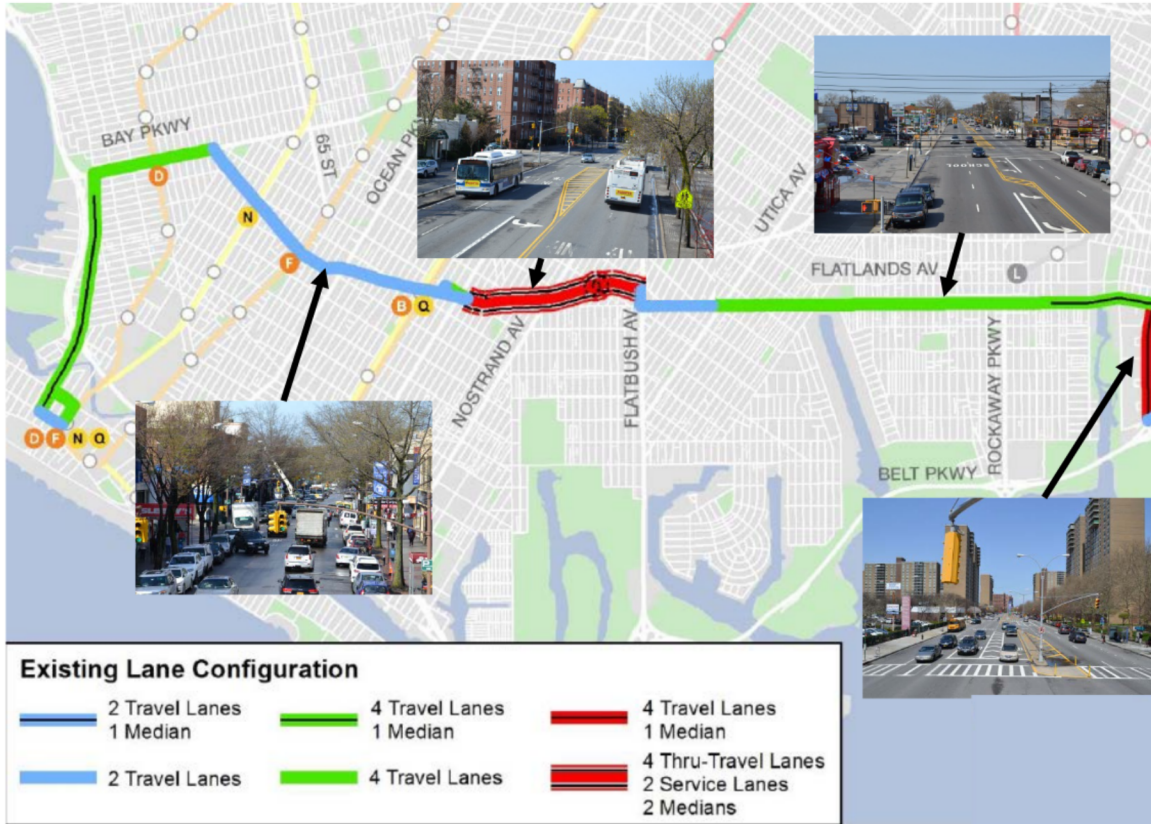 BAY PKWY
65 ST
OCEAN PK
UTICA AV
FLATLANDS AV
NOSTRAND AV
FLATBUSH AV
ROCKAWAY PKWY
BELT PKWY
D
N
F
B Q
L
D F N Q
SCHOOL
Existing Lane Configuration
2 Travel Lanes
1 Median
4 Travel Lanes
1 Median
4 Travel Lanes
1 Median
2 Travel Lanes
4 Travel Lanes
4 Thru-Travel Lanes
2 Service Lanes
2 Medians